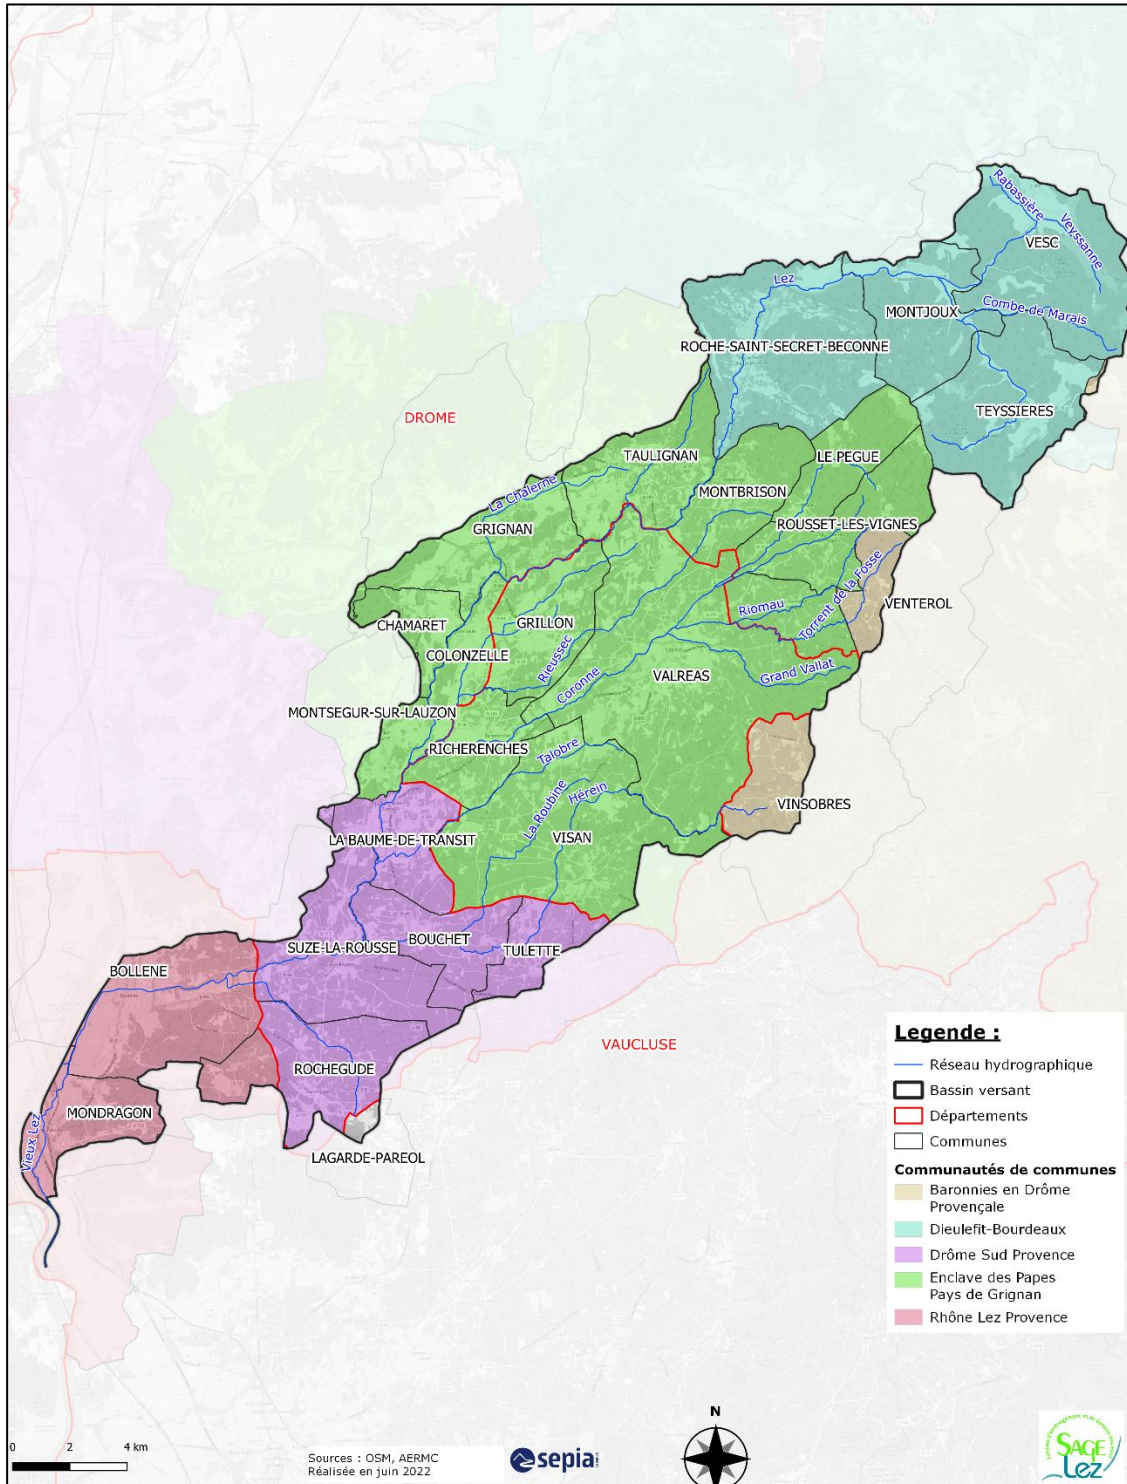 Rabassière
Veyssanne
VESC
Lez
MONTJOUX
Combe de Marais
ROCHE-SAINT-SECRET-BECONNE
TEYSSIERES
DROME
TAULIGNAN
LE PEGUE
La Chalerne
MONTBRISON
GRIGNAN
ROUSSET-LES-VIGNES
Torrent de la Fosse
VENTEROL
Riomau
CHAMARET
GRILLON
COLONZELLE
Rieussec
Coronne
VALREAS
Grand Vallat
MONTSEGUR-SUR-LAUZON
RICHERENCHES
Talobre
La Roubine
Hérein
VINSOBRES
LA BAUME-DE-TRANSIT
VISAN
SUZE-LA-ROUSSE
BOUCHET
TULETTE
BOLLENE
VAUCLUSE
ROCHEGUDE
MONDRAGON
Vieux Lez
LAGARDE-PAREOL
Legende :
Réseau hydrographique
Bassin versant
Départements
Communes
Communautés de communes
Baronnies en Drôme
Provençale
Dieulefit-Bourdeaux
Drôme Sud Provence
Enclave des Papes
Pays de Grignan
Rhône Lez Provence
N
0 2 4 km
Sources : OSM, AERMC
Réalisée en juin 2022
sepia
SAGE
Lez